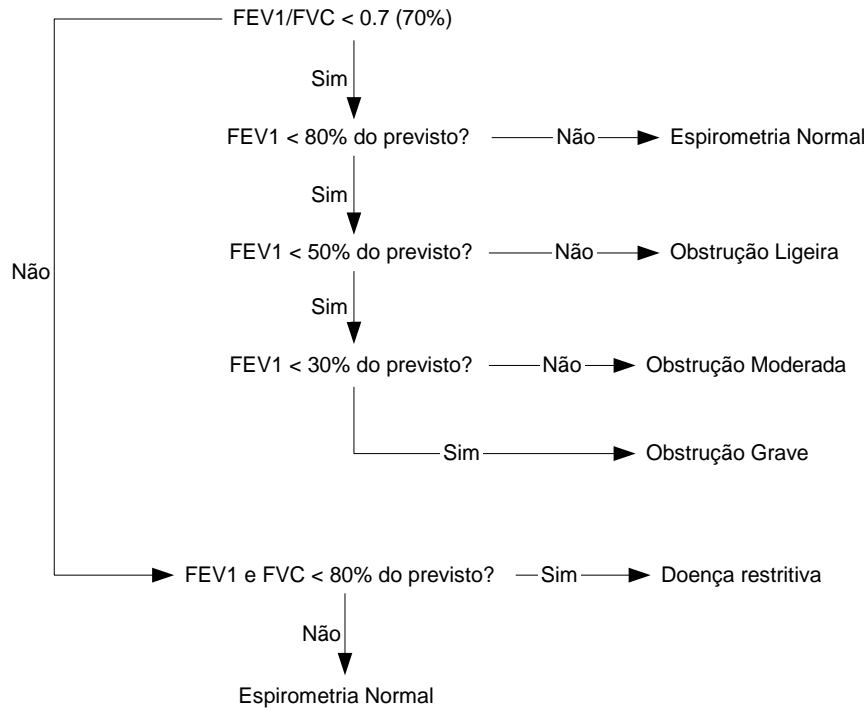 FEV1/FVC < 0.7 (70%)
Sim
FEV1 < 80% do previsto?
Não
Espirometria Normal
Sim
FEV1 < 50% do previsto?
Não
Obstrução Ligeira
Não
Sim
FEV1 < 30% do previsto?
Não
Obstrução Moderada
Sim
Obstrução Grave
FEV1 e FVC < 80% do previsto?
Sim
Doença restritiva
Não
Espirometria Normal